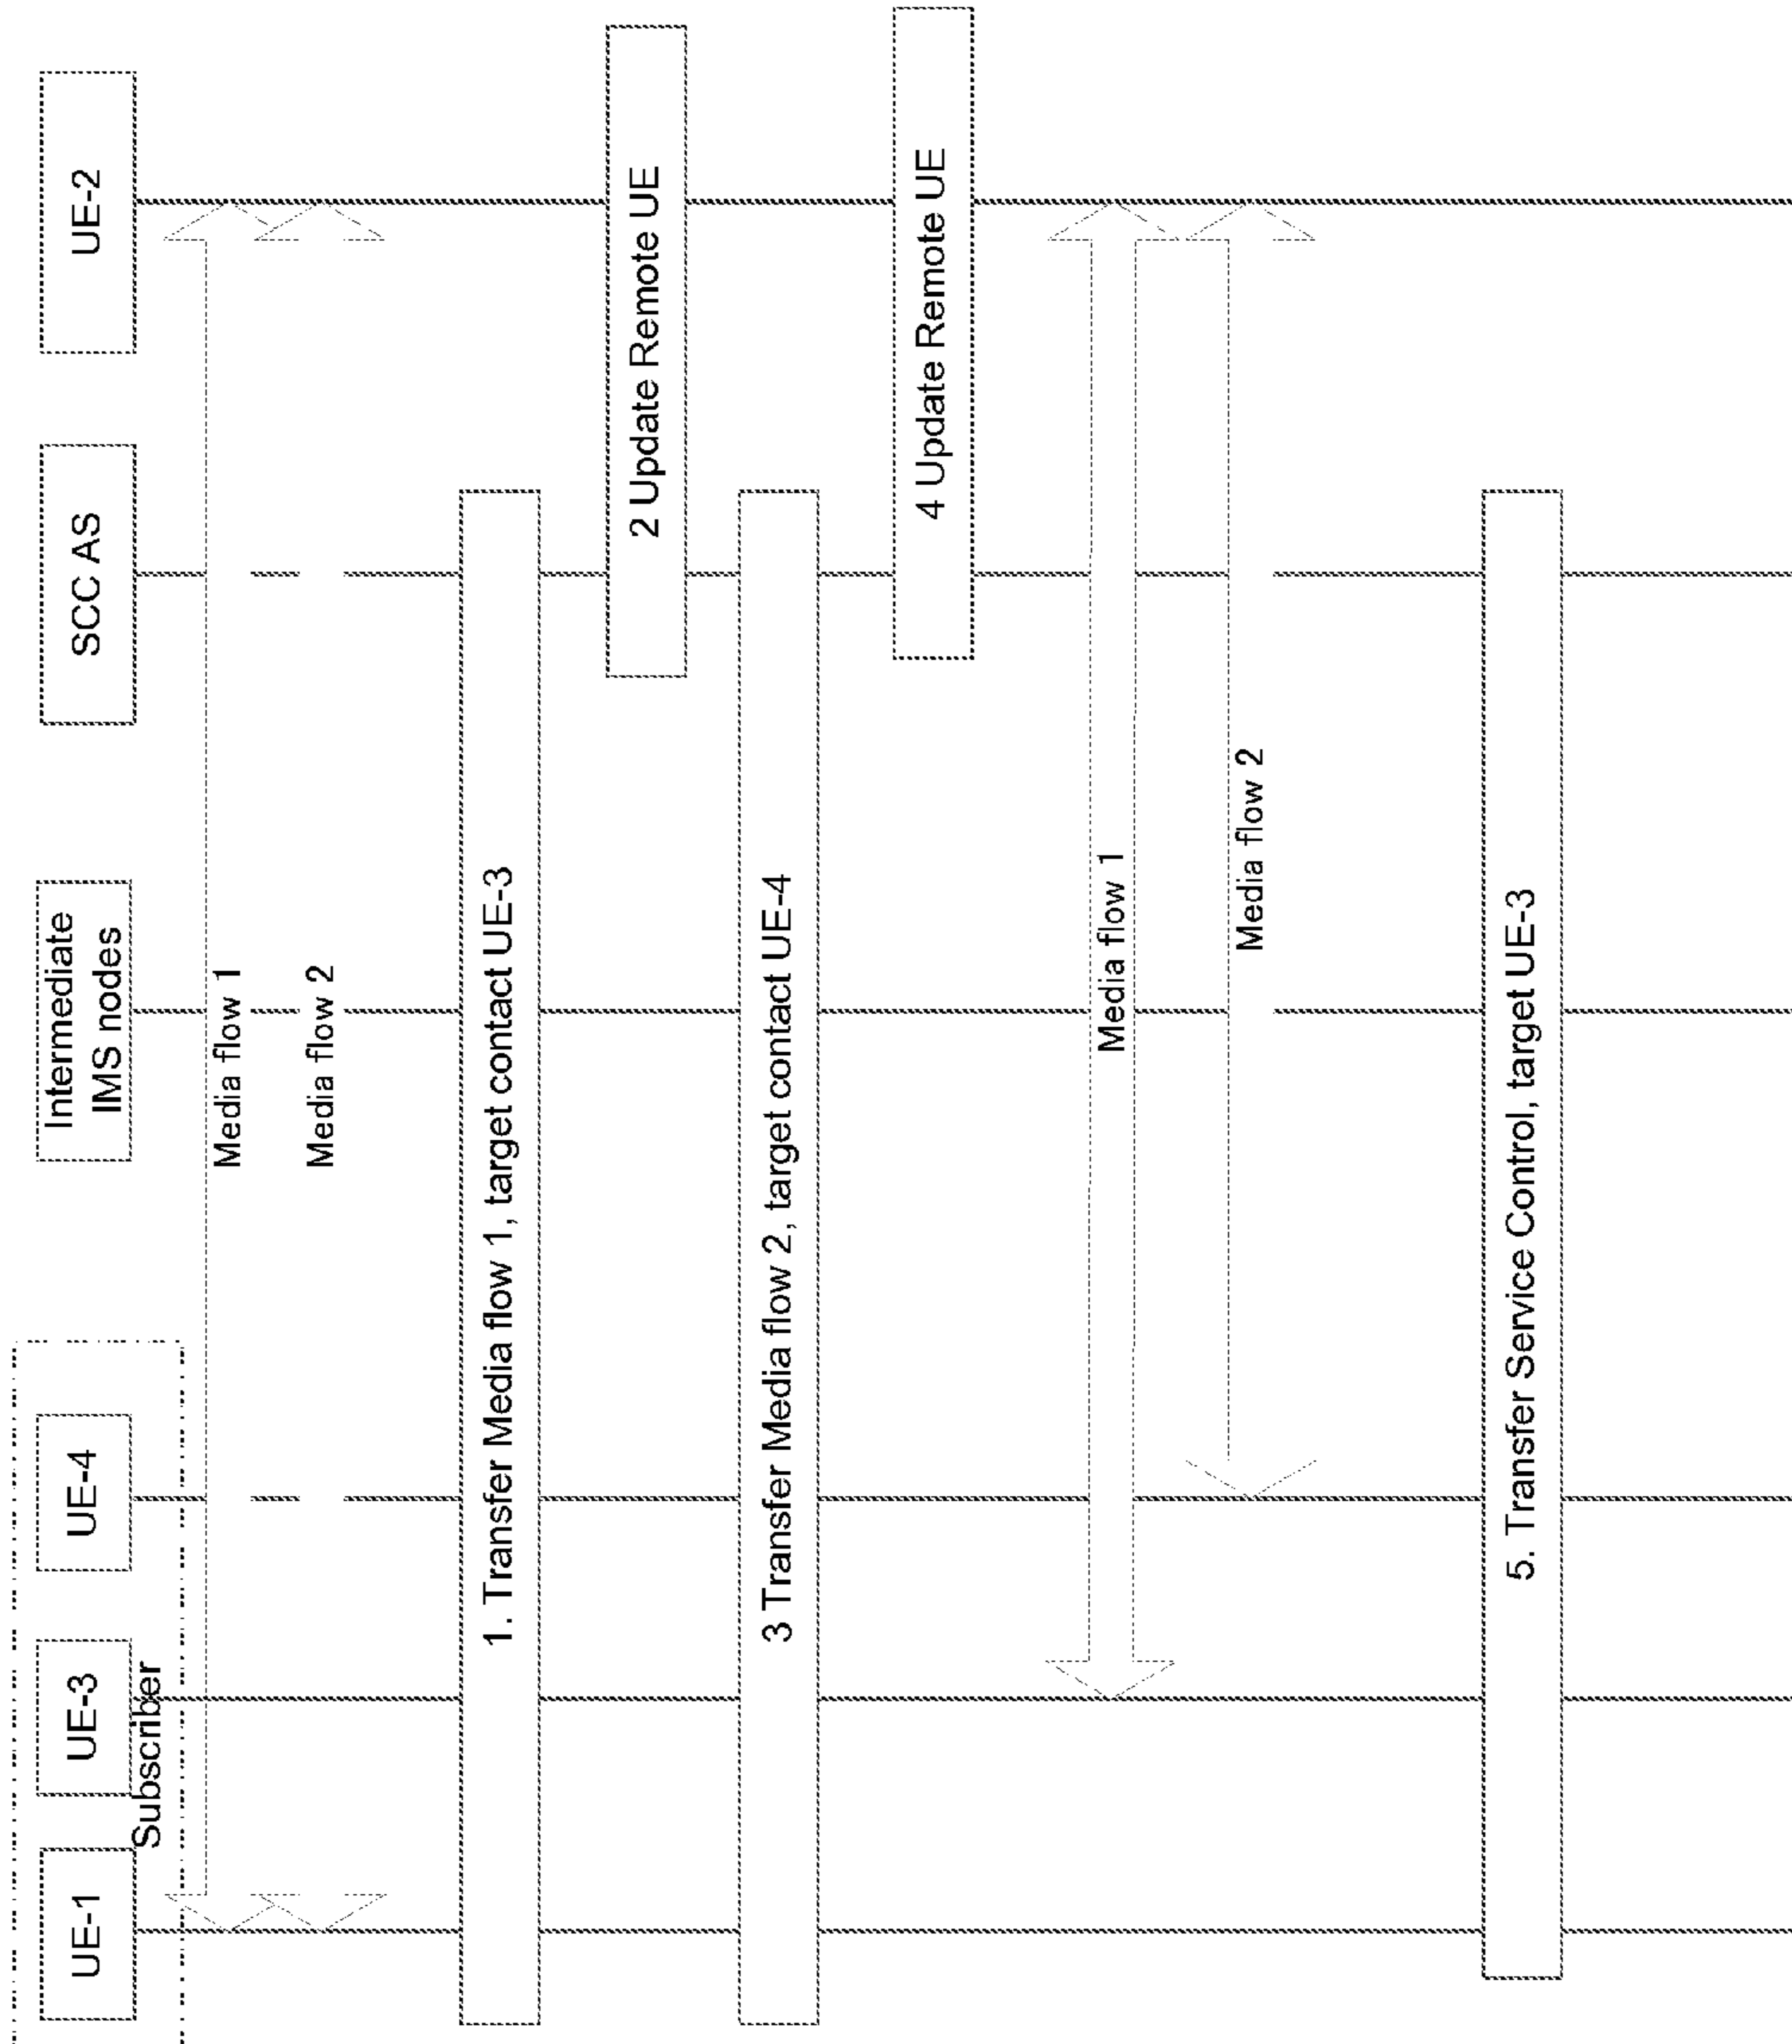 UE-1
UE-3
UE-4
Intermediate
IMS nodes
SCC AS
UE-2
Subscriber
Media flow 1
Media flow 2
1. Transfer Media flow 1, target contact UE-3
2 Update Remote UE
3 Transfer Media flow 2, target contact UE-4
4 Update Remote UE
Media flow 1
Media flow 2
5. Transfer Service Control, target UE-3